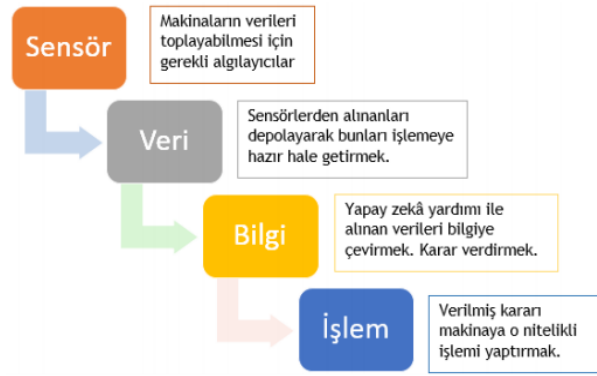 Sensör
Makinaların verileri
toplayabilmesi için
gerekli algılayıcılar
Veri
Sensörlerden alınanları
depolayarak bunları işlemeye
hazır hale getirmek.
Bilgi
Yapay zekâ yardımı ile
alınan verileri bilgiye
çevirmek. Karar verdirmek.
İşlem
Verilmiş kararı
makinaya o nitelikli
işlemi yaptırmak.